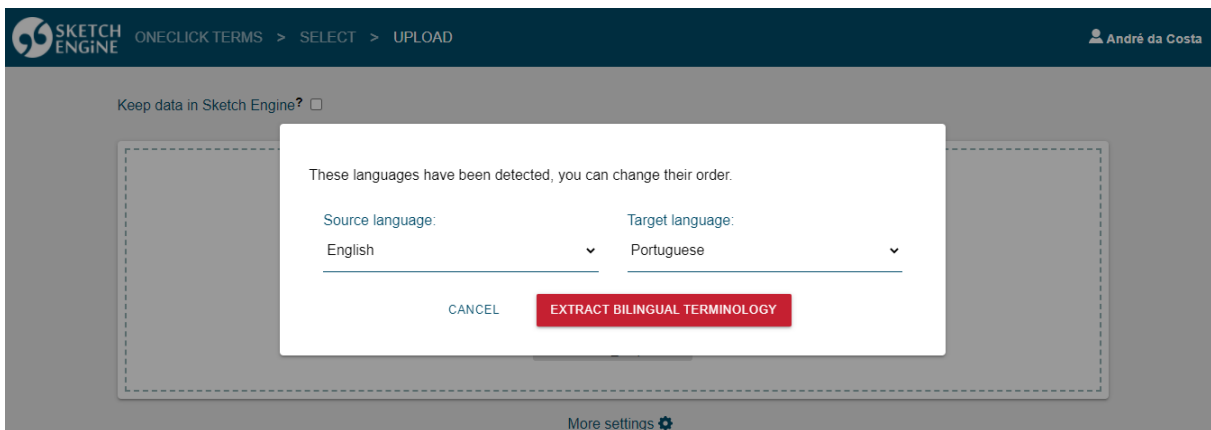 SKETCH
ENGINE
ONECLICK TERMS > SELECT > UPLOAD
André da Costa
Keep data in Sketch Engine?
These languages have been detected, you can change their order.
Source language:
Target language:
English
Portuguese
CANCEL
EXTRACT BILINGUAL TERMINOLOGY
More settings